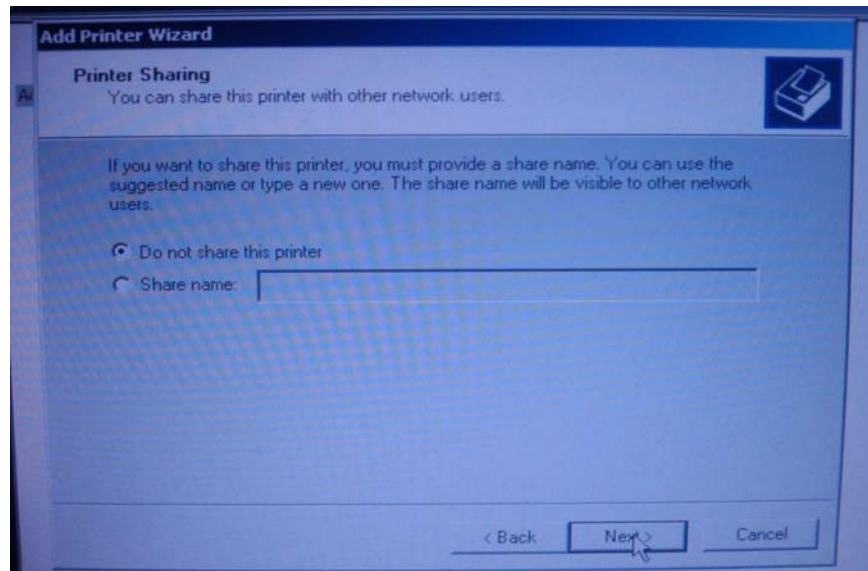 Add Printer Wizard
Printer Sharing
You can share this printer with other network users.
If you want to share this printer, you must provide a share name. You can use the
suggested name or type a new one. The share name will be visible to other network
users.
Do not share this printer
Share name:
< Back
Next >
Cancel